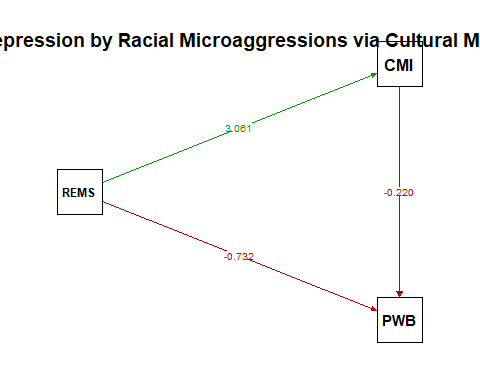 epression by Racial Microaggressions via Cultural M
CMI
3.061
REMS
-0.220
-0.732
PWB